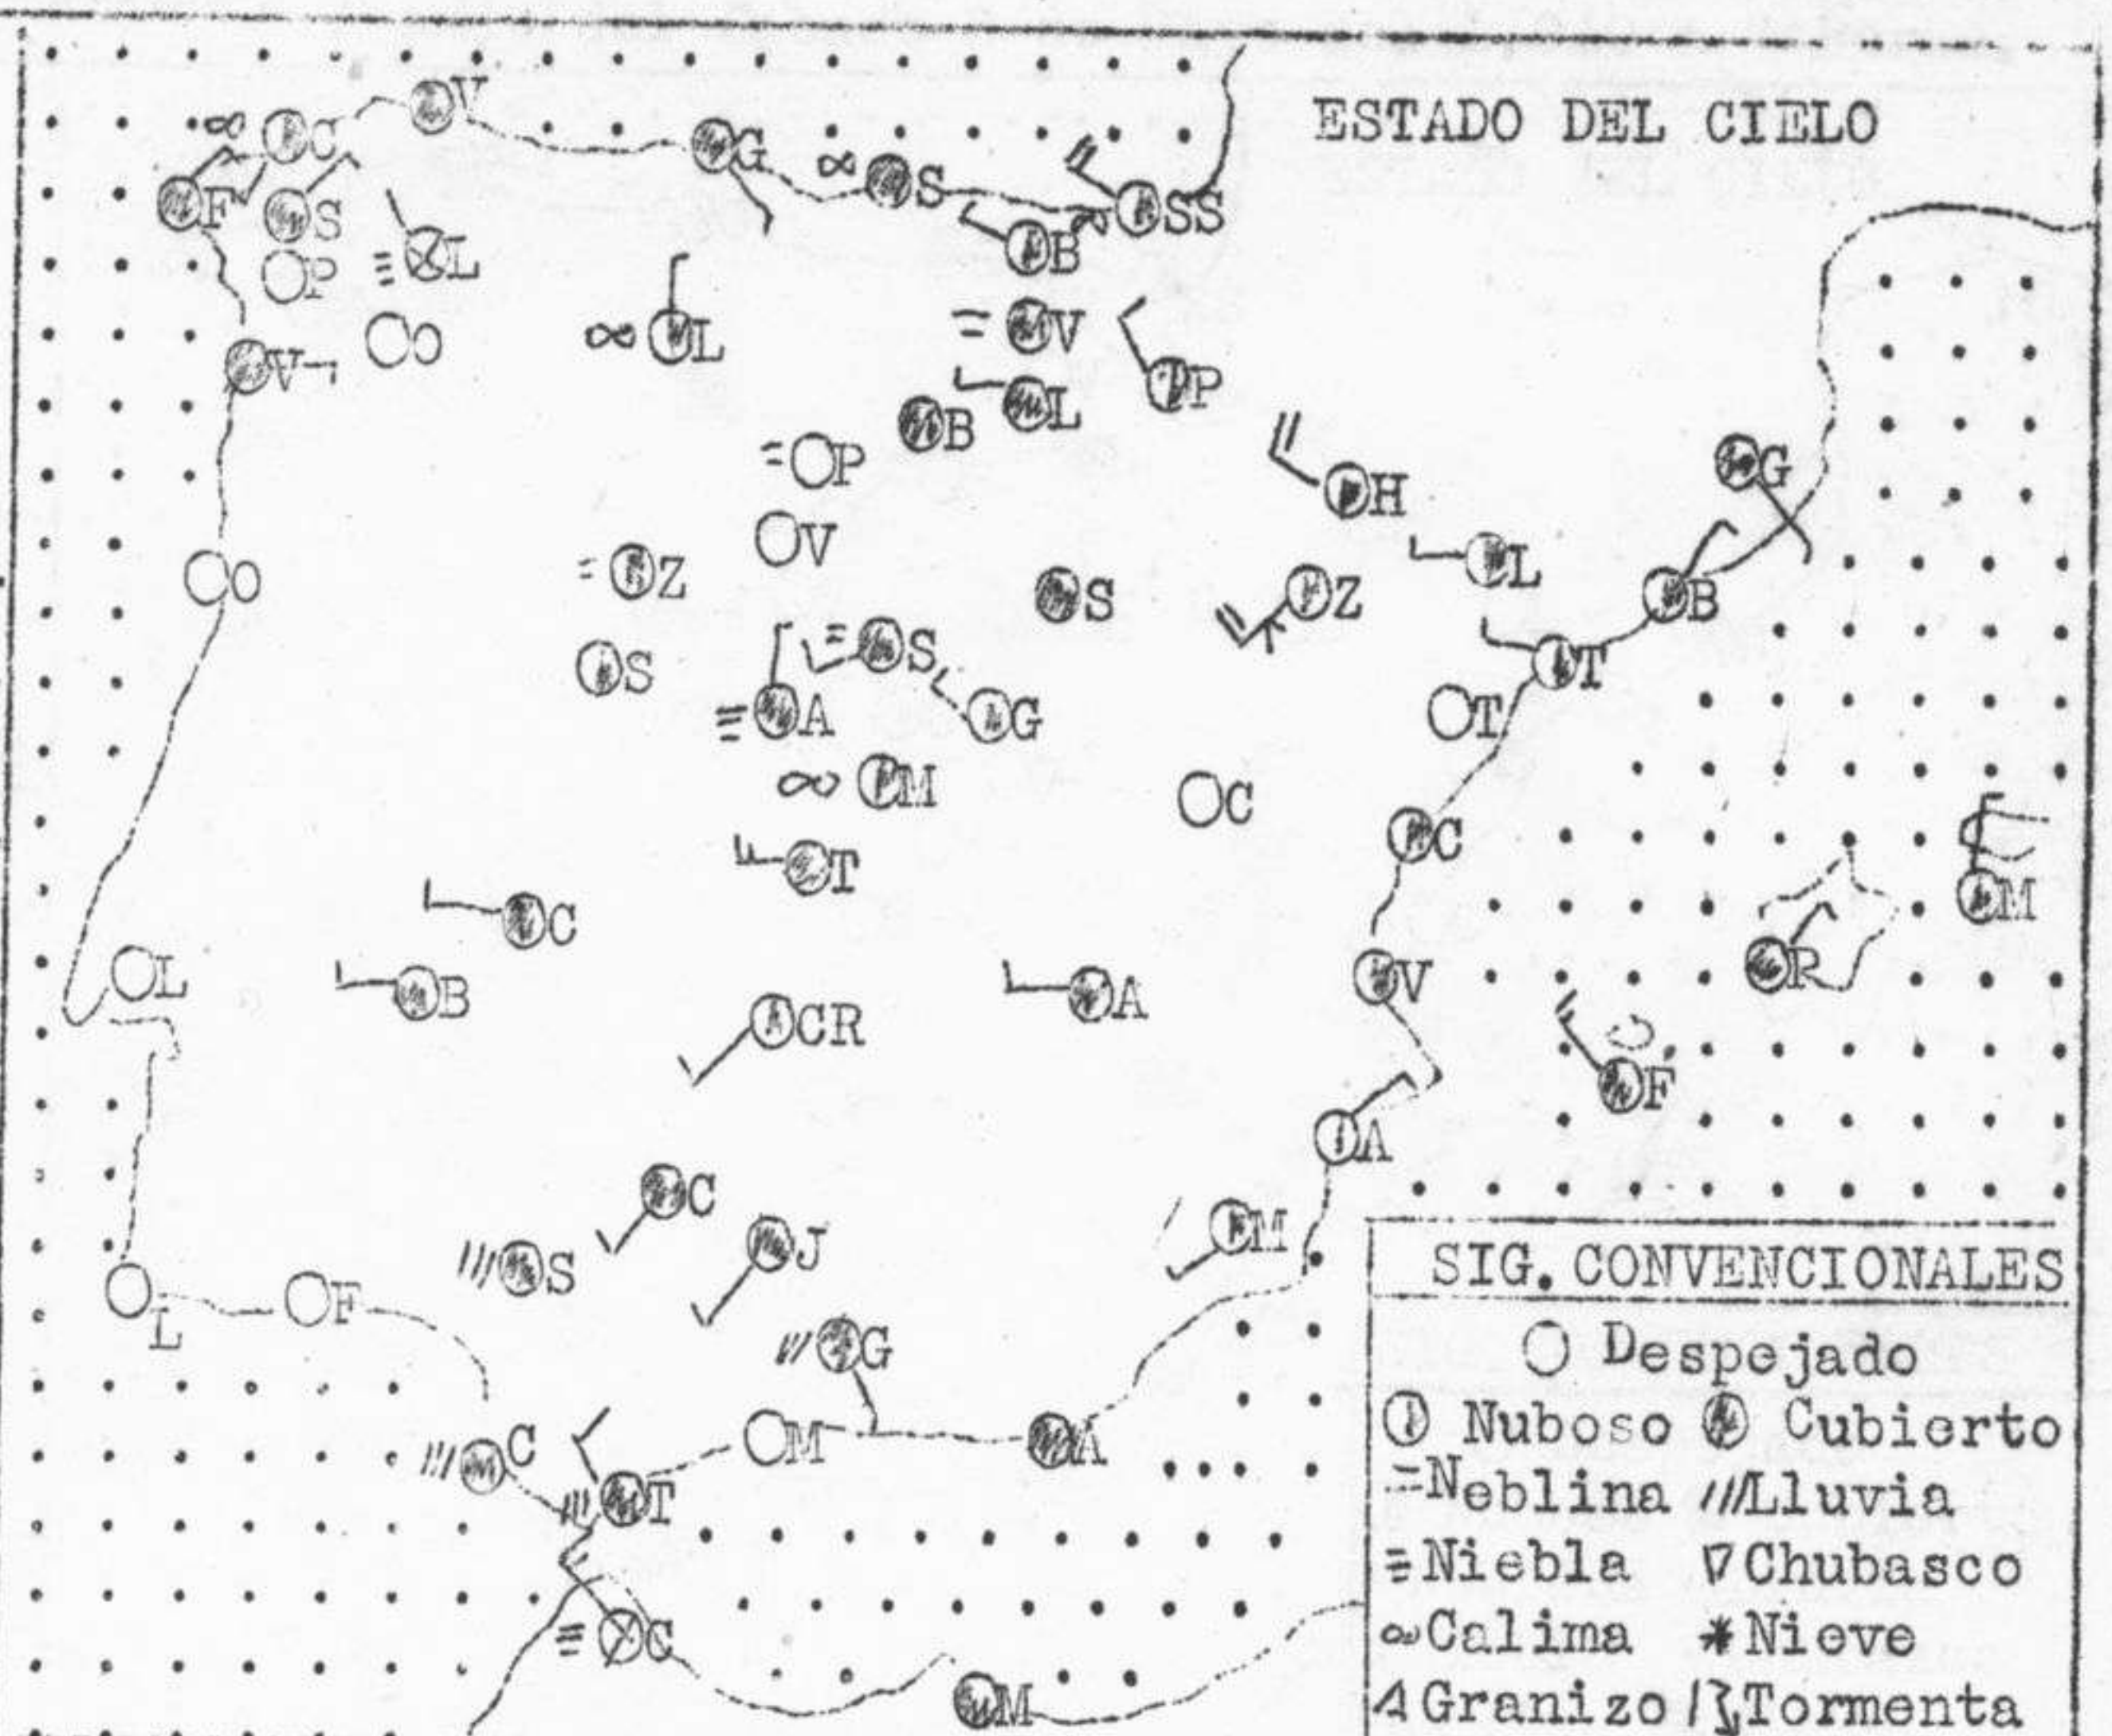 ESTADO DEL CIELO
V
C
G
S
F
S
SS
L
B
P
O
V
L
V
P
L
B
P
G
H
V
O
Z
L
S
Z
B
S
S
T
A
G
T
M
C
C
T
M
C
R
L
V
B
A
CR
F
A
C
M
J
S
L
F
G
M
A
C
T
C
M
SIG. CONVENCIONALES
Despejado
Nuboso Cubierto
Neblina Lluvia
Niebla Chubasco
Calima Nieve
Granizo Tormenta